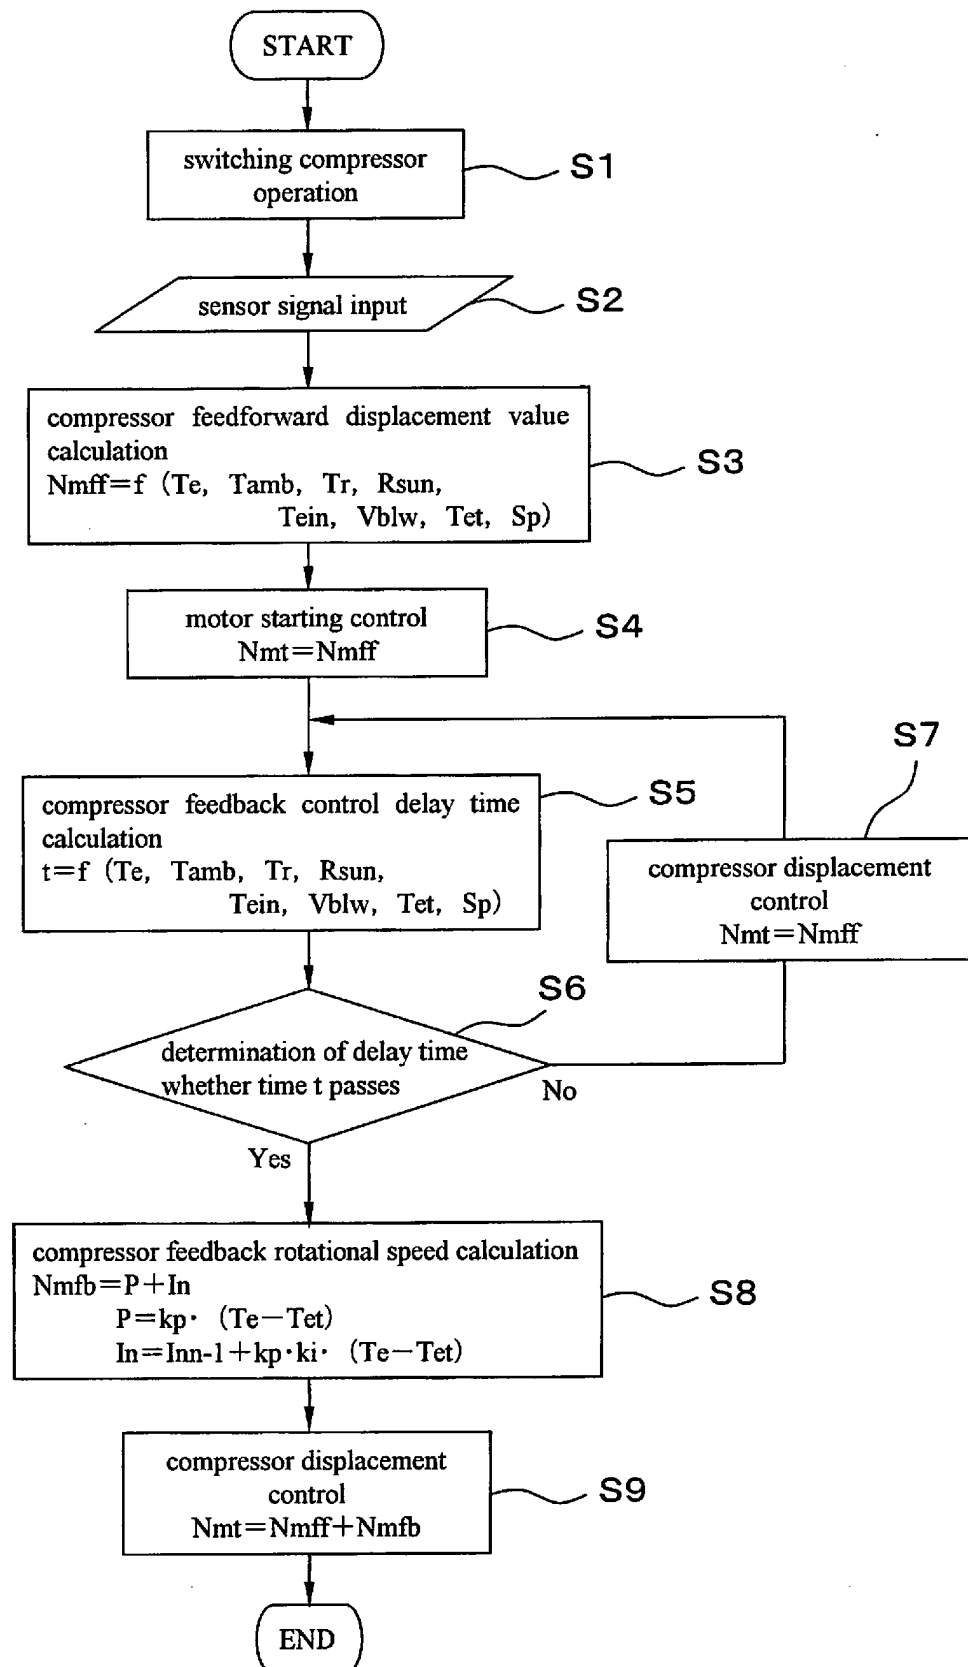 START
switching compressor
operation
S1
sensor signal input
S2
compressor feedforward displacement value
calculation
Nmff=f (Te, Tamb, Tr, Rsun,
Tein, Vblw, Tet, Sp)
S3
motor starting control
Nmt=Nmff
S4
compressor feedback control delay time
calculation
t=f (Te, Tamb, Tr, Rsun,
Tein, Vblw, Tet, Sp)
S5
S7
compressor displacement
control
Nmt=Nmff
S6
determination of delay time
whether time t passes
No
Yes
compressor feedback rotational speed calculation
Nmfb=P+In
P=kp· (Te-Tet)
In=Inn-1+kp·ki· (Te-Tet)
S8
compressor displacement
control
Nmt=Nmff+Nmfb
S9
END